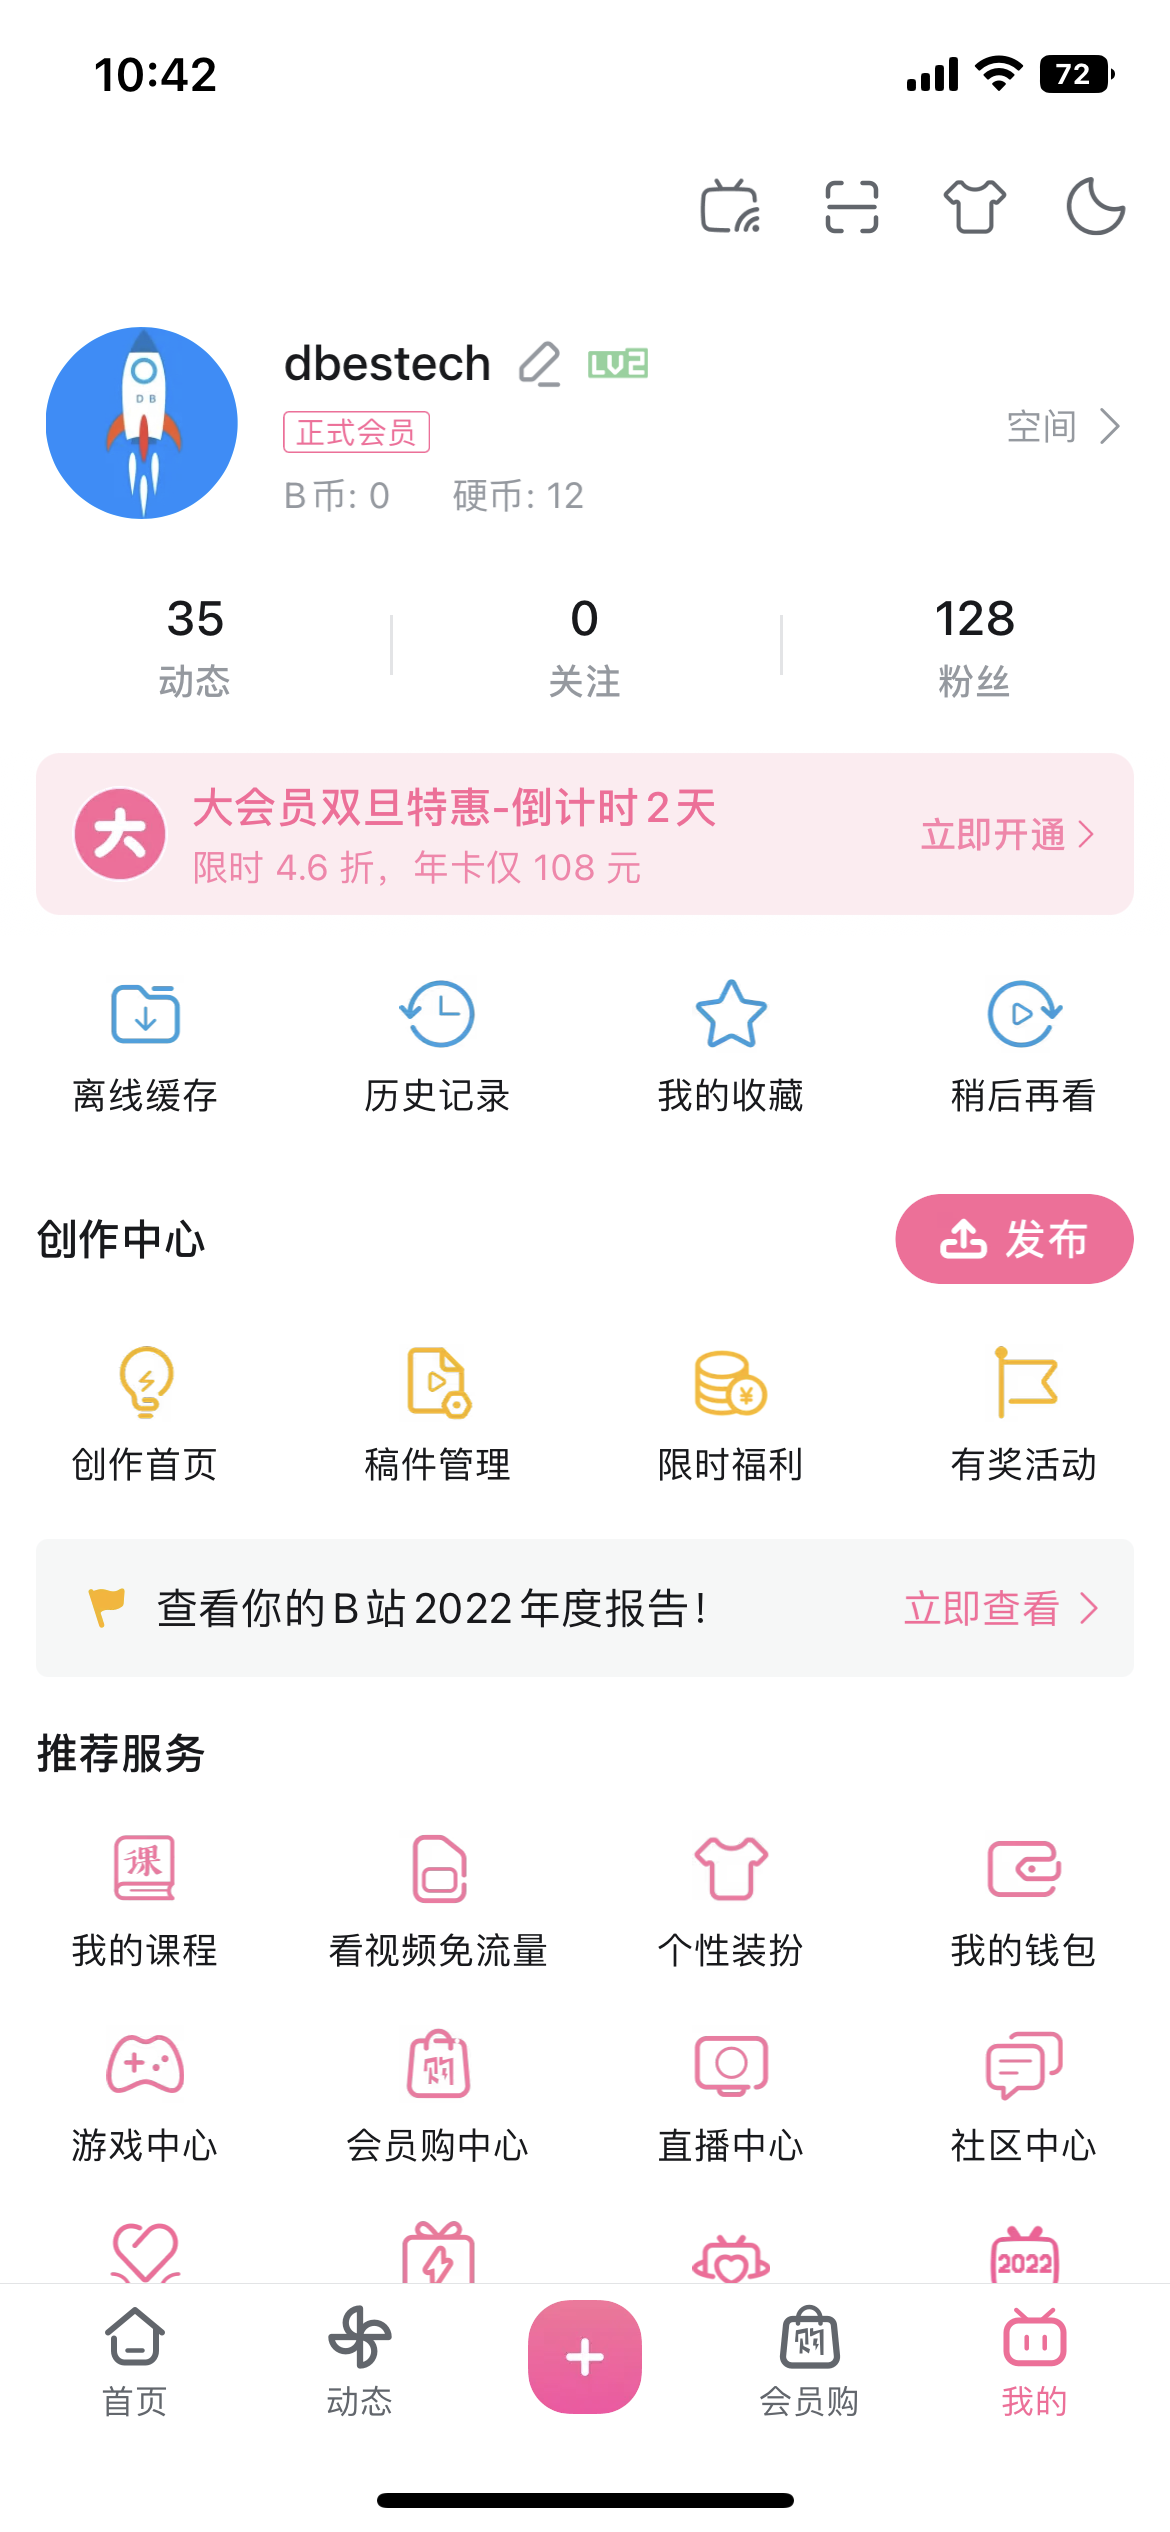 10:42
72
D B
dbestech LV2
正式会员
B币: 0 硬币: 12
空间
35 0 128
动态 关注 粉丝
大
大会员双旦特惠-倒计时2天
限时 4.6 折，年卡仅 108 元
立即开通
离线缓存 历史记录 我的收藏 稍后再看
创作中心
发布
¥
创作首页 稿件管理 限时福利 有奖活动
查看你的B站2022年度报告！
立即查看
推荐服务
课
我的课程 看视频免流量 个性装扮 我的钱包
购
游戏中心 会员购中心 直播中心 社区中心
2022
购
首页 动态 会员购 我的